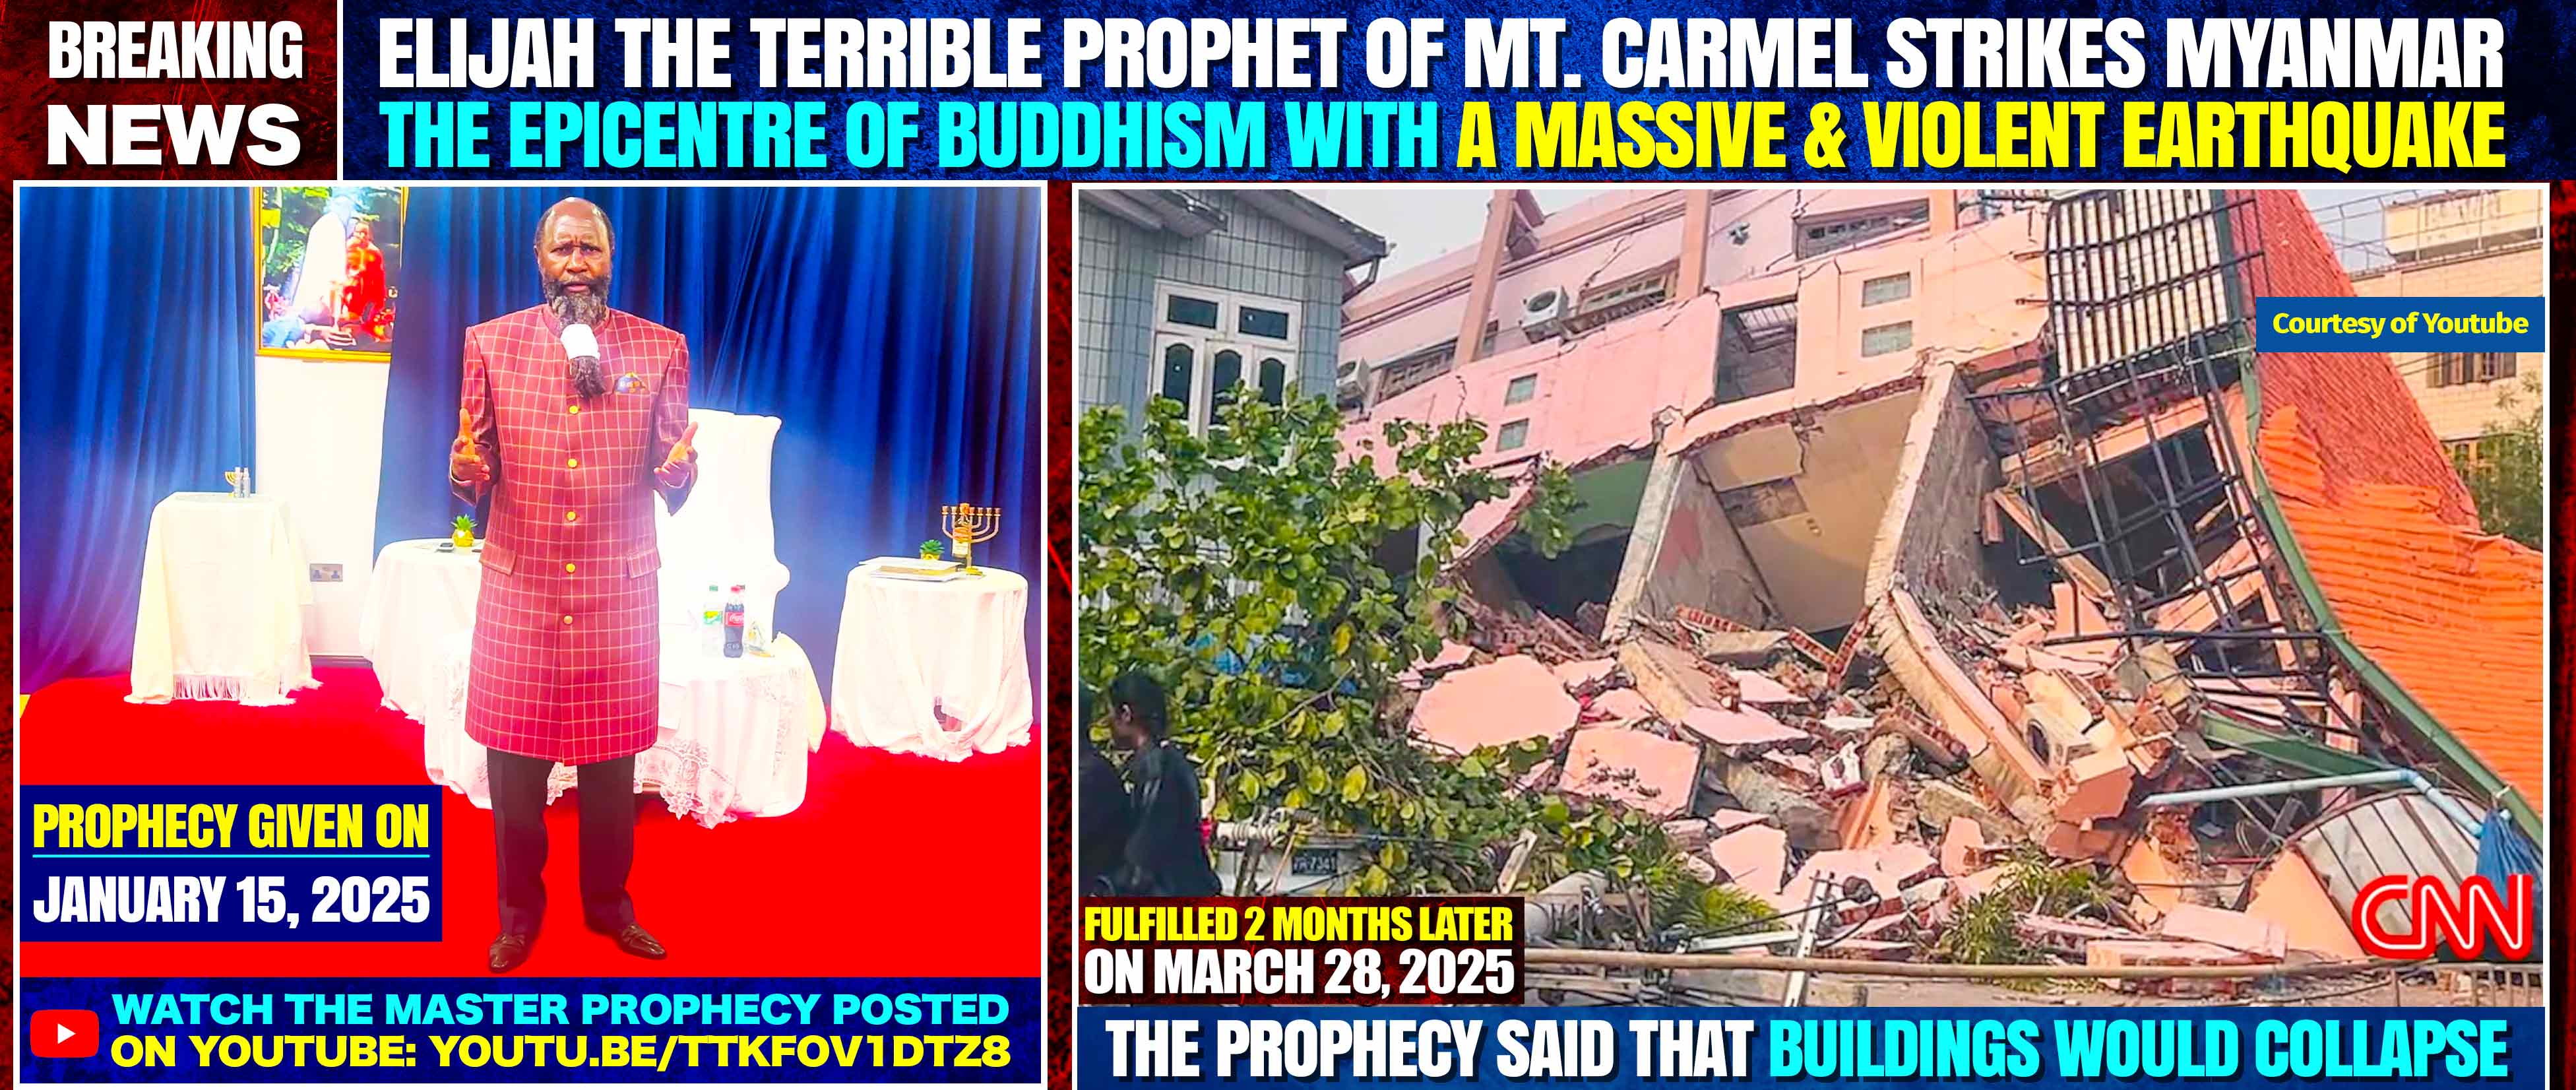 BREAKING
NEWS
ELIJAH THE TERRIBLE PROPHET OF MT. CARMEL STRIKES MYANMAR
THE EPICENTRE OF BUDDHISM WITH A MASSIVE & VIOLENT EARTHQUAKE
Courtesy of Youtube
PROPHECY GIVEN ON
JANUARY 15, 2025
WATCH THE MASTER PROPHECY POSTED
ON YOUTUBE: YOUTU.BE/TTKFOV1DTZ8
CNN
FULFILLED 2 MONTHS LATER
ON MARCH 28, 2025
THE PROPHECY SAID THAT BUILDINGS WOULD COLLAPSE